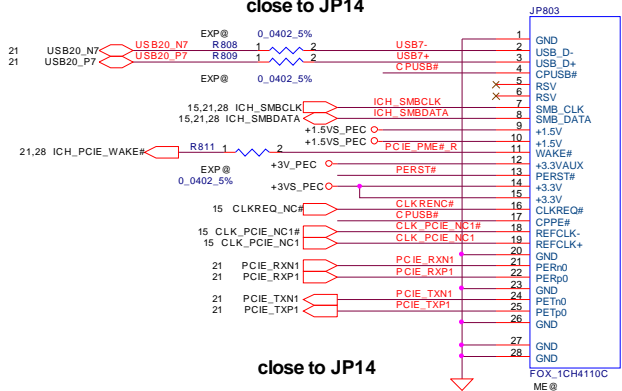 close to JP14
JP803
EXP@ 0_0402_5%
1 GND
21 USB20_N7 USB20_N7 R808 1 2 USB7- 2 USB_D-
21 USB20_P7 USB20_P7 R809 1 2 USB7+ 3 USB_D+
EXP@ 0_0402_5%
CPUSB# 4 CPUSB#
5 RSV
6 RSV
15,21,28 ICH_SMBCLK ICH_SMBCLK 7 SMB_CLK
15,21,28 ICH_SMBDATA ICH_SMBDATA 8 SMB_DATA
+1.5VS_PEC 9 +1.5V
+1.5VS_PEC 10 +1.5V
21,28 ICH_PCIE_WAKE# R811 1 2 PCIE_PME#_R 11 WAKE#
EXP@
0_0402_5%
+3V_PEC 12 +3.3VAUX
PERST# 13 PERST#
+3VS_PEC 14 +3.3V
15 +3.3V
15 CLKREQ_NC# CLKRENC# 16 CLKREQ#
CPUSB# 17 CPPE#
15 CLK_PCIE_NC1# CLK_PCIE_NC1# 18 REFCLK-
15 CLK_PCIE_NC1 CLK_PCIE_NC1 19 REFCLK+
20 GND
21 PCIE_RXN1 PCIE_RXN1 21 PERn0
21 PCIE_RXP1 PCIE_RXP1 22 PERp0
23 GND
21 PCIE_TXN1 PCIE_TXN1 24 PETn0
21 PCIE_TXP1 PCIE_TXP1 25 PETp0
26 GND
27 GND
28 GND
close to JP14
FOX_1CH4110C
ME@